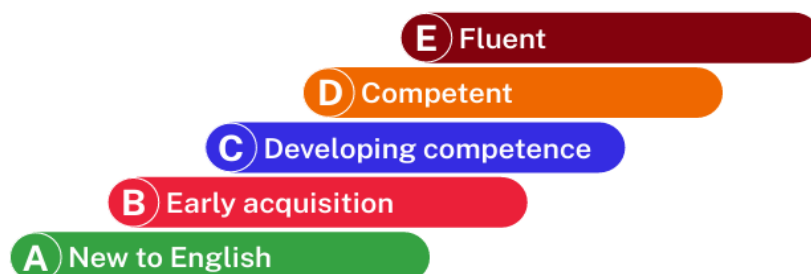 E Fluent
D Competent
C Developing competence
B Early acquisition
A New to English